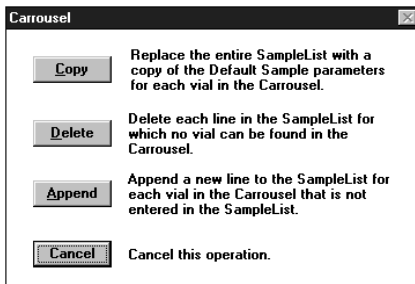 Carrousel
Copy
Replace the entire SampleList with a
copy of the Default Sample parameters
for each vial in the Carrousel.
Delete
Delete each line in the SampleList for
which no vial can be found in the
Carrousel.
Append
Append a new line to the SampleList for
each vial in the Carousel that is not
entered in the SampleList.
Cancel
Cancel this operation.